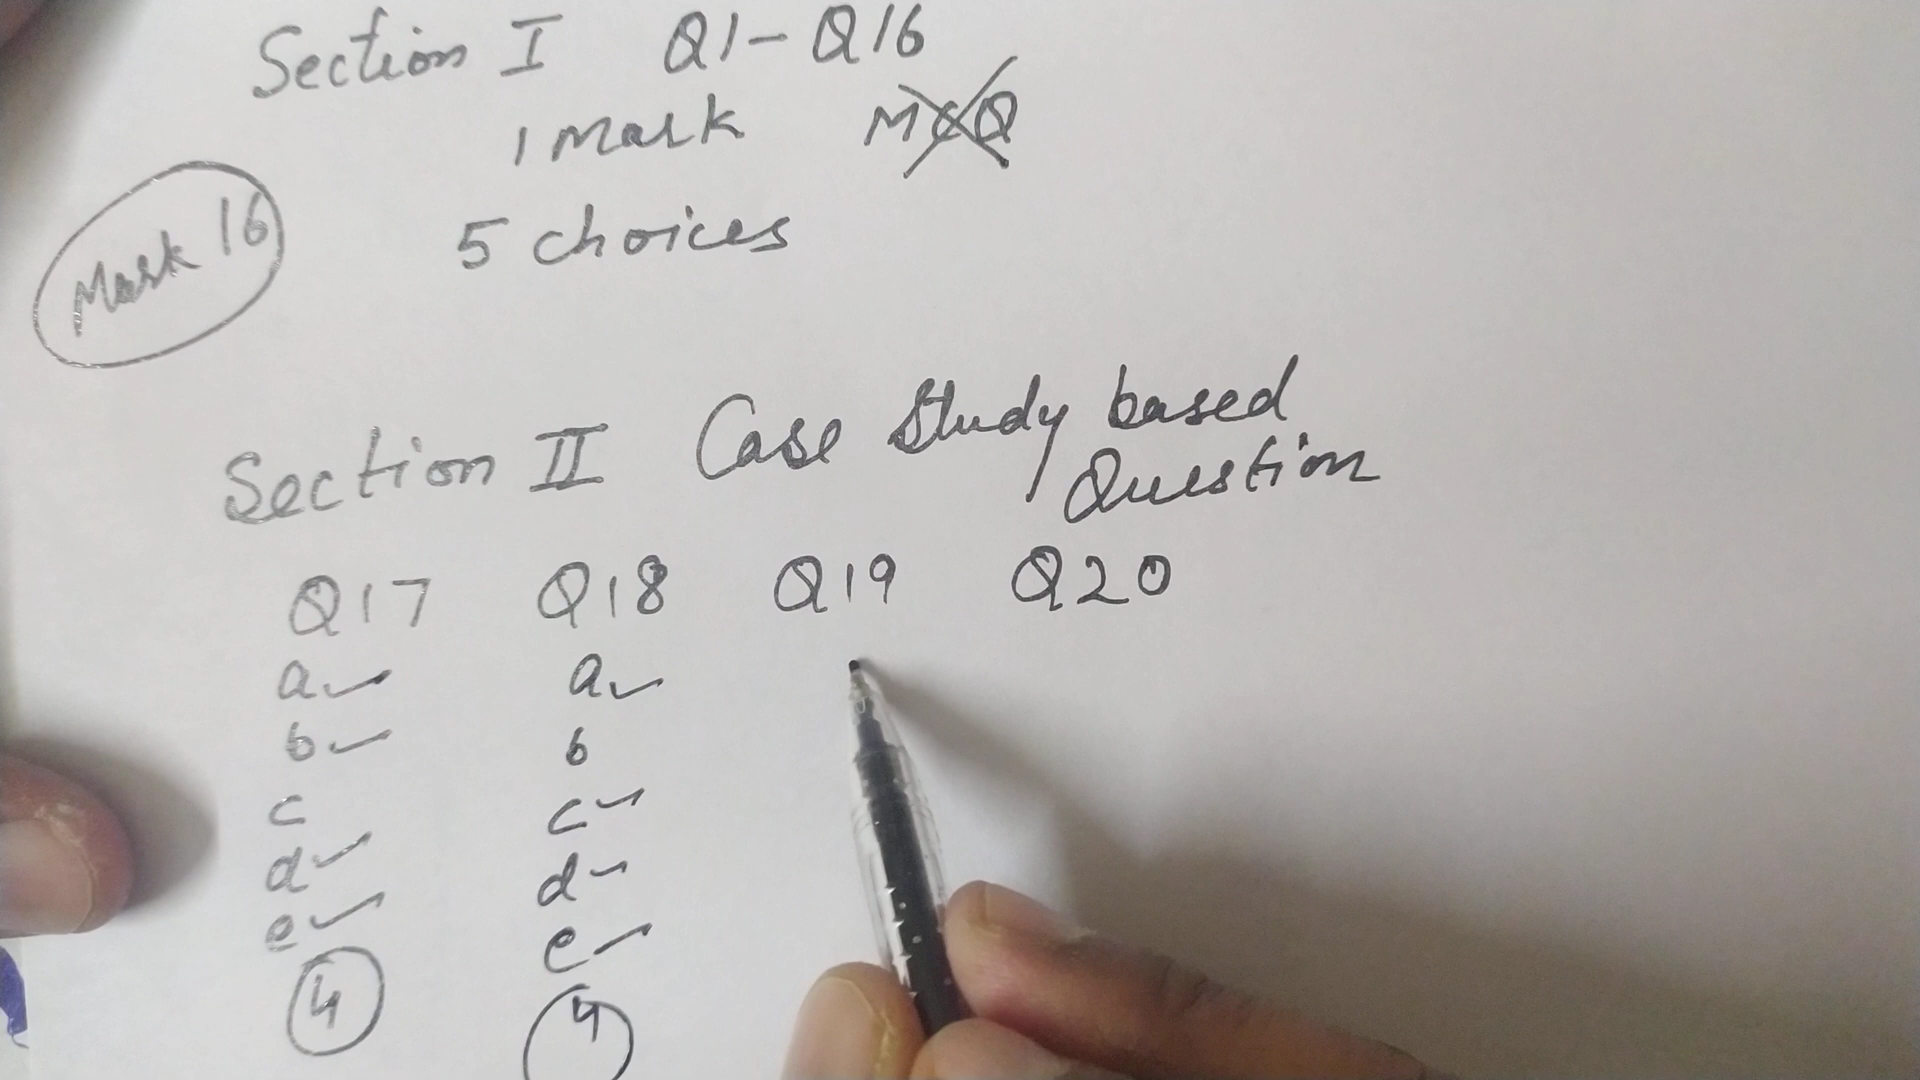 Section I Q1-Q16
1 Mark MCQ
Mark 16
5 choices
Section II Case Study based
Question
Q17 Q18 Q19 Q20
a a
b b
c c
d d
e e
4 4